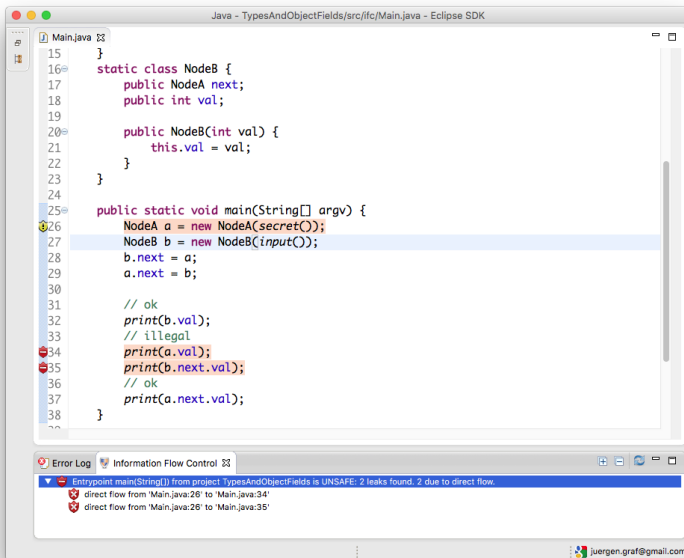 Java - TypesAndObjectFields/src/ifc/Main.java - Eclipse SDK
Main.java
15 }
16 static class NodeB {
17 public NodeA next;
18 public int val;
19
20 public NodeB(int val) {
21 this.val = val;
22 }
23 }
24
25 public static void main(String[] argv) {
26 NodeA a = new NodeA(secret());
27 NodeB b = new NodeB(input());
28 b.next = a;
29 a.next = b;
30
31 // ok
32 print(b.val);
33 // illegal
34 print(a.val);
35 print(b.next.val);
36 // ok
37 print(a.next.val);
38 }
39
Error Log Information Flow Control
Entrypoint main(String[]) from project TypesAndObjectFields is UNSAFE: 2 leaks found. 2 due to direct flow.
direct flow from 'Main.java:26' to 'Main.java:34'
direct flow from 'Main.java:26' to 'Main.java:35'
juergen.graf@gmail.com